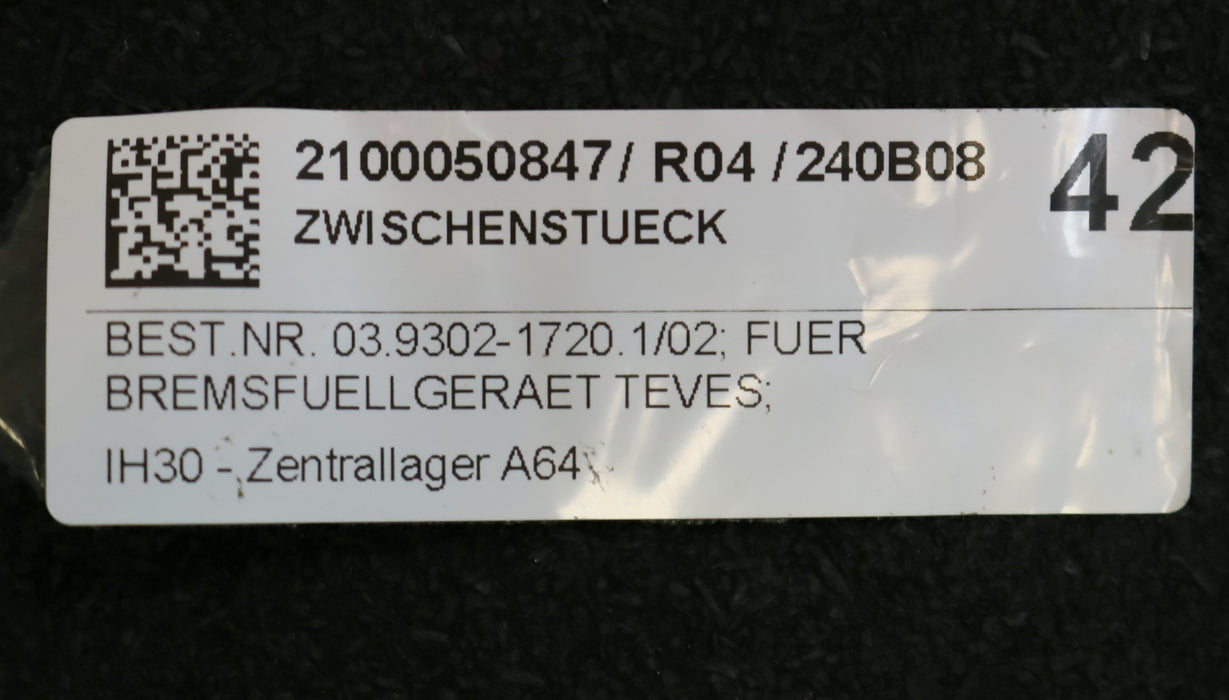 2100050847/ R04 /240B08
42
ZWISCHENSTUECK
BEST.NR. 03.9302-1720.1/02; FUER
BREMSFUELLGERAET TEVES;
IH30 - Zentrallager A64